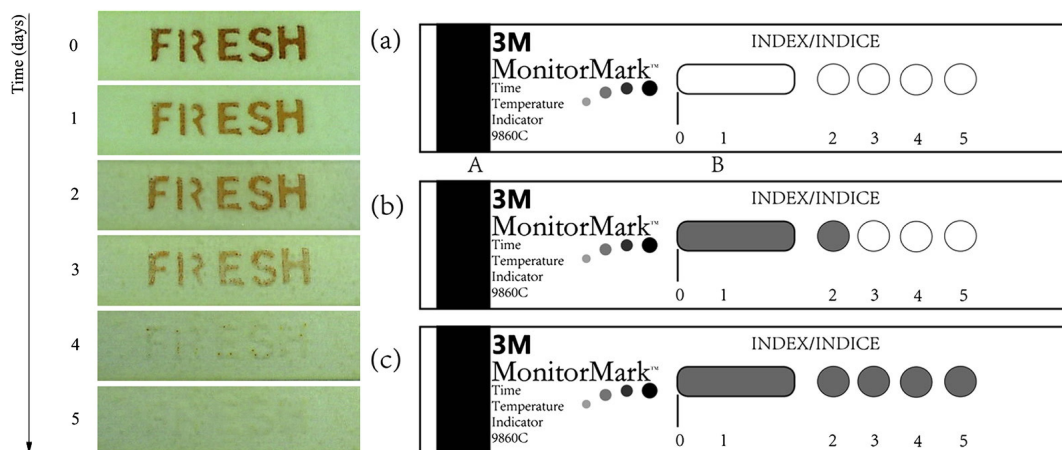 Time (days)
0
FRESH
1
FRESH
2
FRESH
3
FRESH
4
FRESH
5
(a)
3M
MonitorMark™
Time
Temperature
Indicator
9860C
INDEX/INDICE
0 1 2 3 4 5
A B
(b)
3M
MonitorMark™
Time
Temperature
Indicator
9860C
INDEX/INDICE
0 1 2 3 4 5
(c)
3M
MonitorMark™
Time
Temperature
Indicator
9860C
INDEX/INDICE
0 1 2 3 4 5